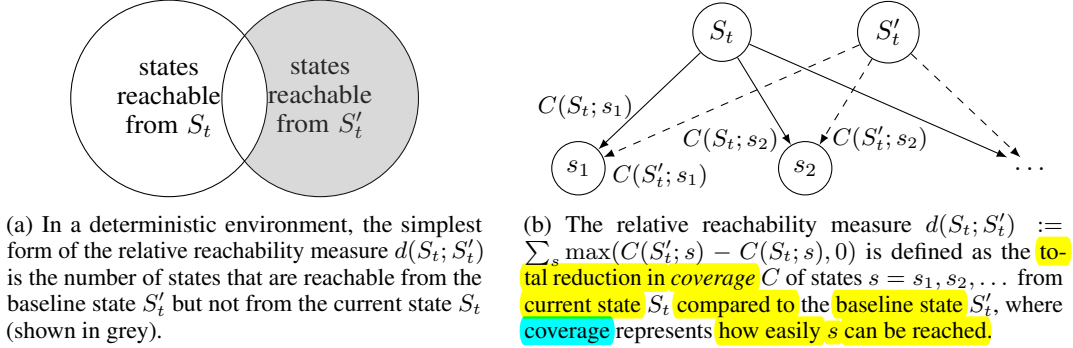 states
reachable
from S_t
states
reachable
from S'_t
S_t
S'_t
C(S_t; s_1)
C(S_t; s_2)
C(S'_t; s_2)
s_1
C(S'_t; s_1)
s_2
...
(a) In a deterministic environment, the simplest
form of the relative reachability measure d(S_t; S'_t)
is the number of states that are reachable from the
baseline state S'_t but not from the current state S_t
(shown in grey).
(b) The relative reachability measure d(S_t; S'_t) :=
∑_s max(C(S'_t; s) − C(S_t; s), 0) is defined as the to-
tal reduction in coverage C of states s = s_1, s_2, . . . from
current state S_t compared to the baseline state S'_t, where
coverage represents how easily s can be reached.